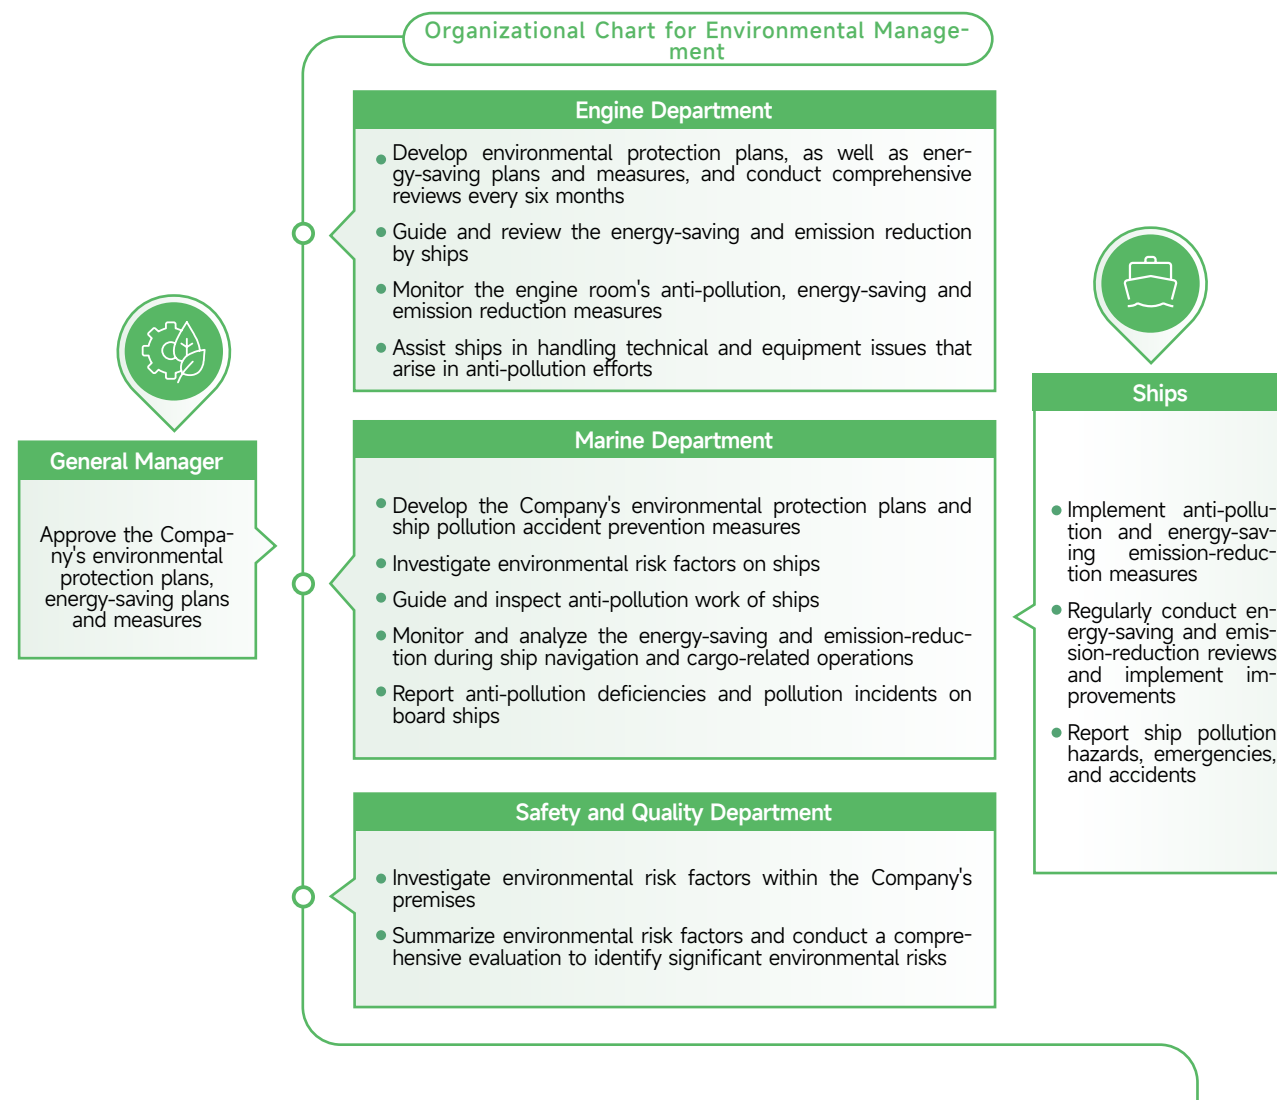 Organizational Chart for Environmental Manage-
ment
Engine Department
Develop environmental protection plans, as well as ener-
gy-saving plans and measures, and conduct comprehensive
reviews every six months
Guide and review the energy-saving and emission reduction
by ships
Monitor the engine room's anti-pollution, energy-saving and
emission reduction measures
Assist ships in handling technical and equipment issues that
arise in anti-pollution efforts
General Manager
Approve the Compa-
ny's environmental
protection plans,
energy-saving plans
and measures
Marine Department
Develop the Company's environmental protection plans and
ship pollution accident prevention measures
Investigate environmental risk factors on ships
Guide and inspect anti-pollution work of ships
Monitor and analyze the energy-saving and emission-reduc-
tion during ship navigation and cargo-related operations
Report anti-pollution deficiencies and pollution incidents on
board ships
Safety and Quality Department
Investigate environmental risk factors within the Company's
premises
Summarize environmental risk factors and conduct a compre-
hensive evaluation to identify significant environmental risks
Ships
Implement anti-pollu-
tion and energy-sav-
ing emission-reduc-
tion measures
Regularly conduct en-
ergy-saving and emis-
sion-reduction reviews
and implement im-
provements
Report ship pollution
hazards, emergencies,
and accidents